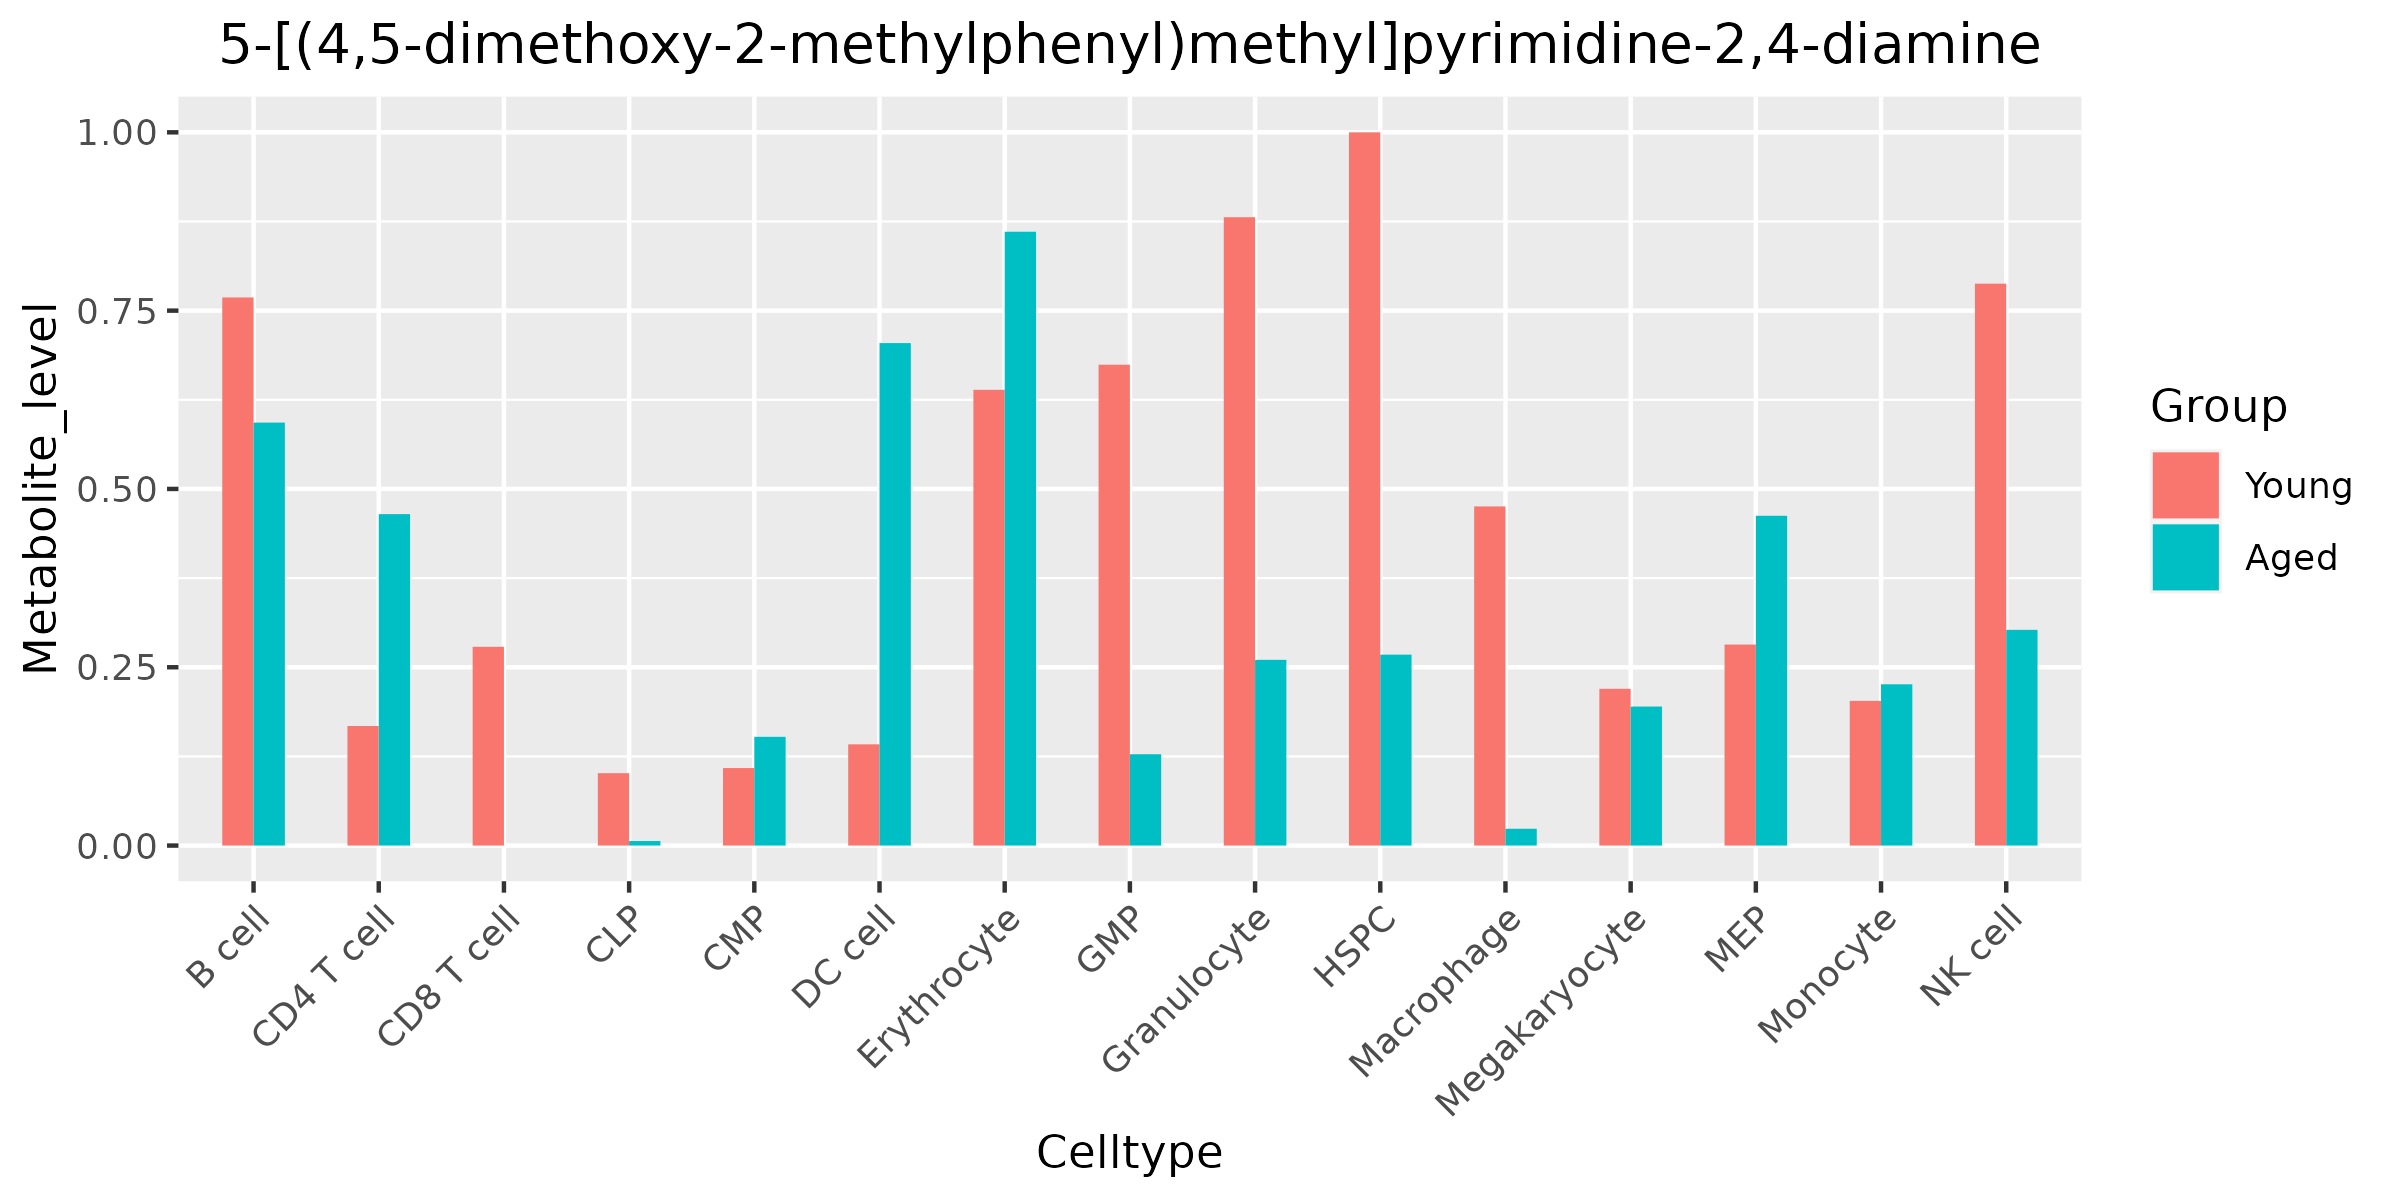 5-[(4,5-dimethoxy-2-methylphenyl)methyl]pyrimidine-2,4-diamine
Metabolite_level
1.00
0.75
0.50
0.25
0.00
B cell
CD4 T cell
CD8 T cell
CLP
CMP
DC cell
Erythrocyte
GMP
Granulocyte
HSPC
Macrophage
Megakaryocyte
MEP
Monocyte
NK cell
Celltype
Group
Young
Aged